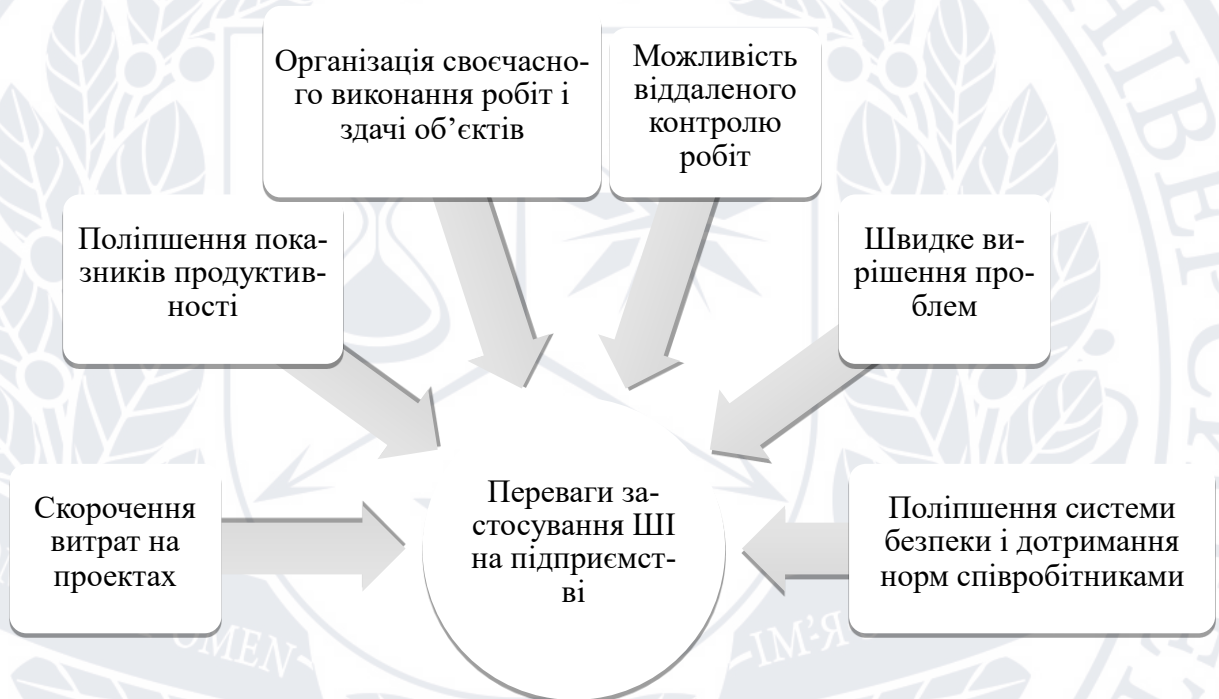 Організація своєчасно-
го виконання робіт і
здачі об’єктів
Можливість
віддаленого
контролю
робіт
Поліпшення пока-
зників продуктив-
ності
Швидке ви-
рішення про-
блем
Скорочення
витрат на
проектах
Переваги за-
стосування ШІ
на підприємст-
ві
Поліпшення системи
безпеки і дотримання
норм співробітниками
OMEN
ІМ’Я